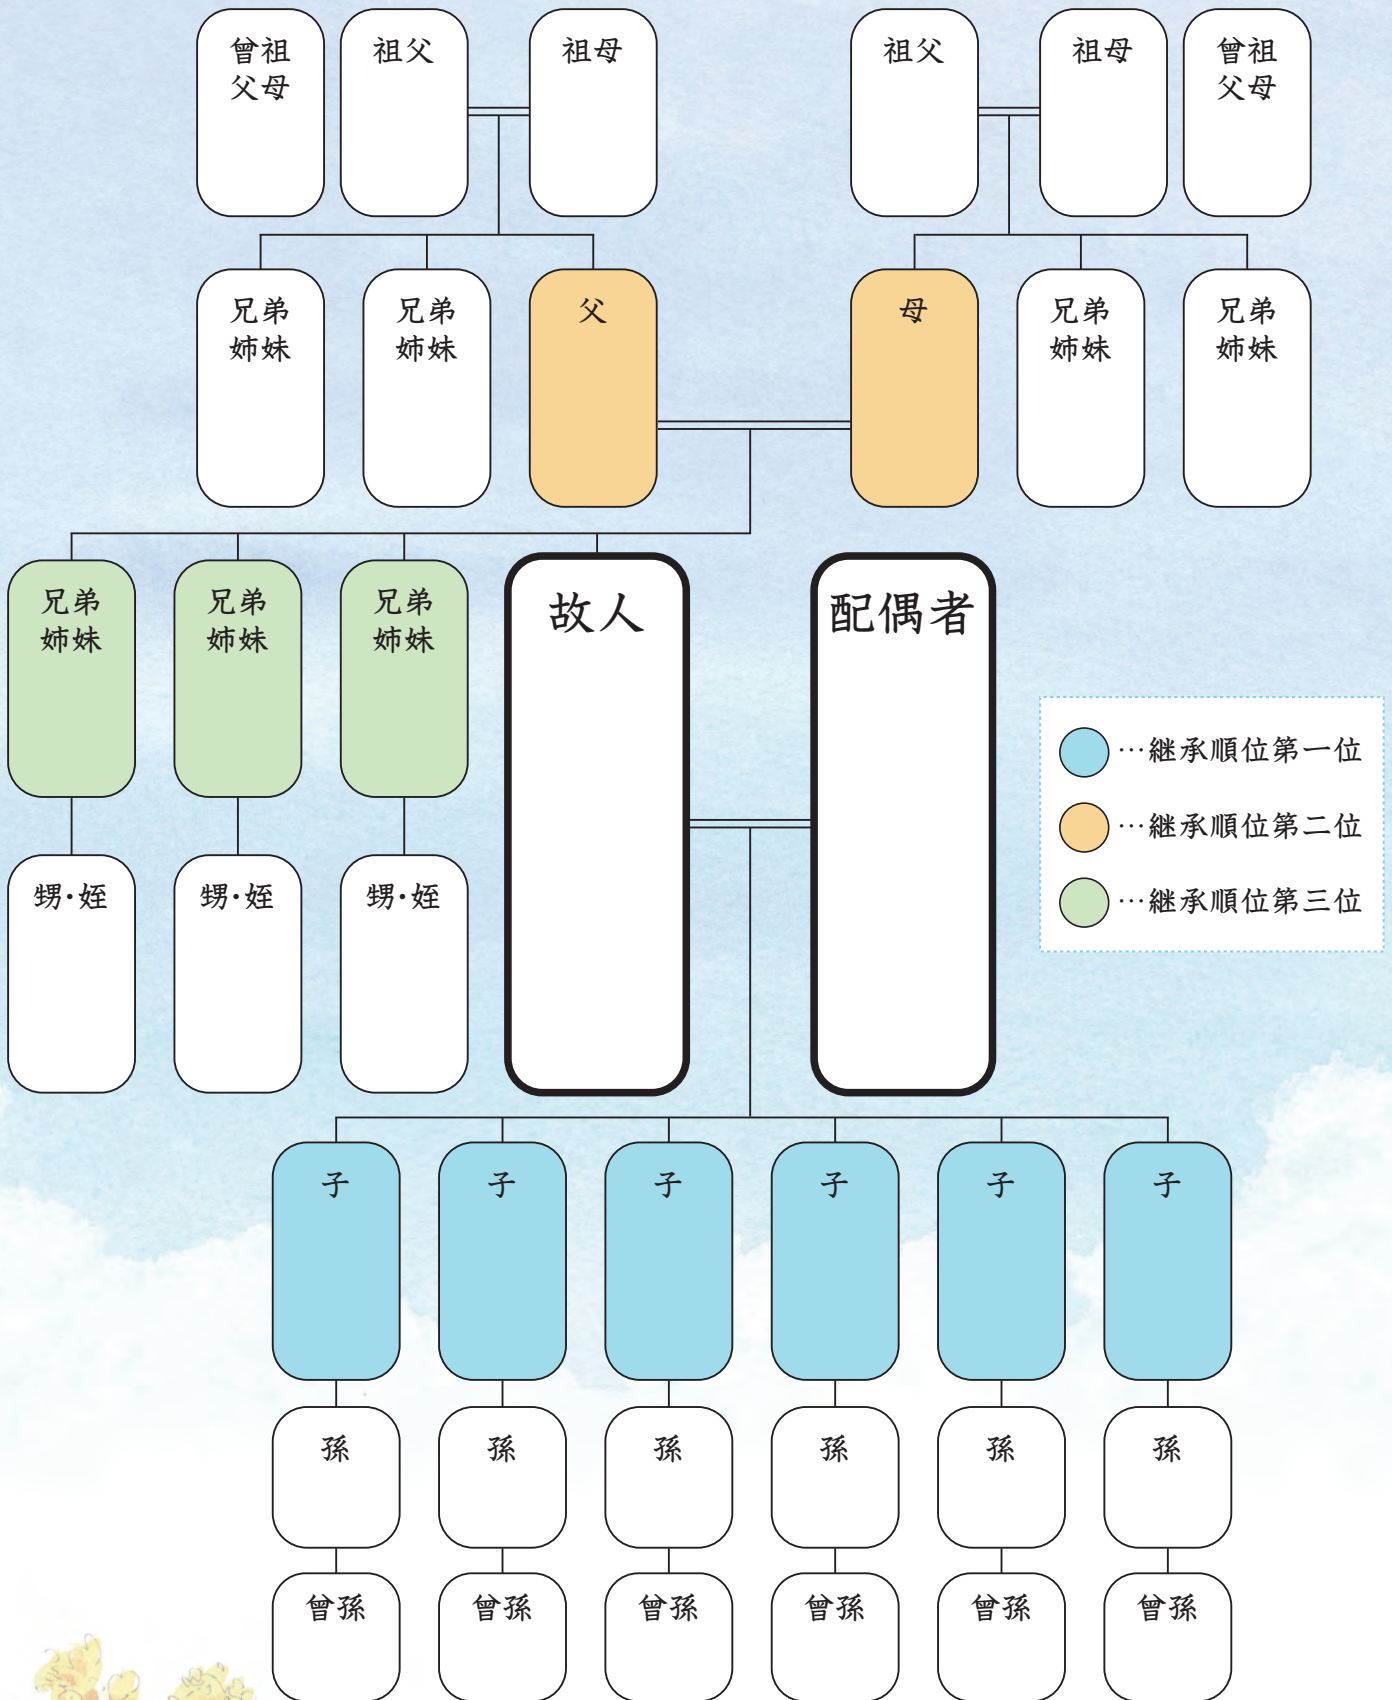 曾祖
父母
祖父
祖母
祖父
祖母
曾祖
父母
兄弟
姉妹
兄弟
姉妹
父
母
兄弟
姉妹
兄弟
姉妹
兄弟
姉妹
兄弟
姉妹
兄弟
姉妹
故人
配偶者
…継承順位第一位
…継承順位第二位
…継承順位第三位
甥・姪
甥・姪
甥・姪
子
子
子
子
子
子
孫
孫
孫
孫
孫
孫
曾孫
曾孫
曾孫
曾孫
曾孫
曾孫